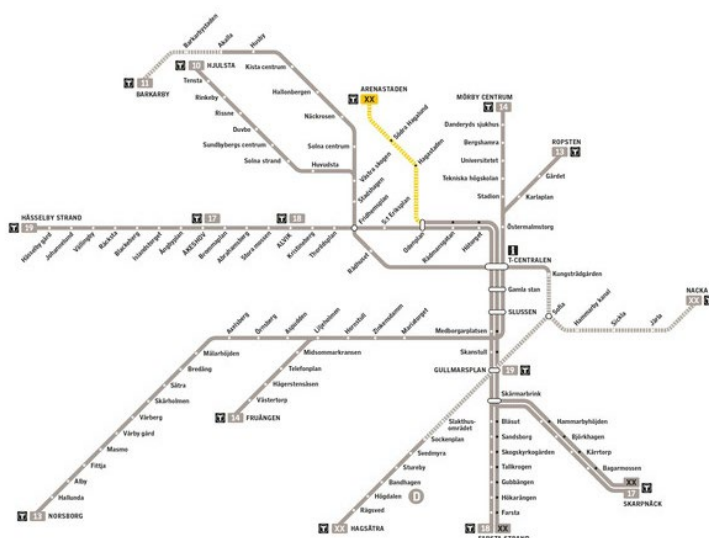 Barkarbystaden
Akalla
Husby
T 10 HJULSTA
Kista centrum
T 11
BARKARBY
Tensta
Rinkeby
Hallonbergen
Rissne
Duvbo
Näckrosen
Sundbybergs centrum
Solna centrum
Solna strand
Huvudsta
Västra skogen
Stadshagen
Fridhemsplan
ARENASTADEN
T XX
Södra Hagalund
Hagastaden
S:t Eriksplan
Odenplan
Rådmansgatan
Hötorget
MÖRBY CENTRUM
T 14
Danderyds sjukhus
Bergshamra
Universitetet
Tekniska högskolan
Stadion
ROPSTEN
13 T
Gärdet
Karlaplan
Östermalmstorg
HÄSSELBY STRAND
T 19
Hässelby gård
Johannelund
Vällingby
Råcksta
Blackeberg
Islandstorget
Ängbyplan
T 17
ÅKESHOV
Brommaplan
Abrahamsberg
Stora mossen
T 18
ALVIK
Kristineberg
Thorildsplan
Rådhuset
T-CENTRALEN
Kungsträdgården
Gamla stan
SLUSSEN
Sofia
Hammarby kanal
Sickla
Järla
NACKA
XX
Medborgarplatsen
Skanstull
GULLMARSPLAN
19 T
Skärmarbrink
Axelsberg
Örnsberg
Aspudden
Liljeholmen
Hornstull
Zinkensdamm
Mariatorget
Mälarhöjden
Bredäng
Sätra
Skärholmen
Vårberg
Vårby gård
Masmo
Fittja
Alby
Hallunda
T 13 NORSBORG
Midsommarkransen
Telefonplan
Hägerstensåsen
Västertorp
T 14 FRUÄNGEN
Slakthus-
området
Sockenplan
Svedmyra
Stureby
Bandhagen
Högdalen
D
Rågsved
T XX HAGSÄTRA
Blåsut
Sandsborg
Skogskyrkogården
Tallkrogen
Gubbängen
Hökarängen
Farsta
T 18 XX
FARSTA STRAND
Hammarbyhöjden
Björkhagen
Kärrtorp
Bagarmossen
XX
17 T
SKARPNÄCK